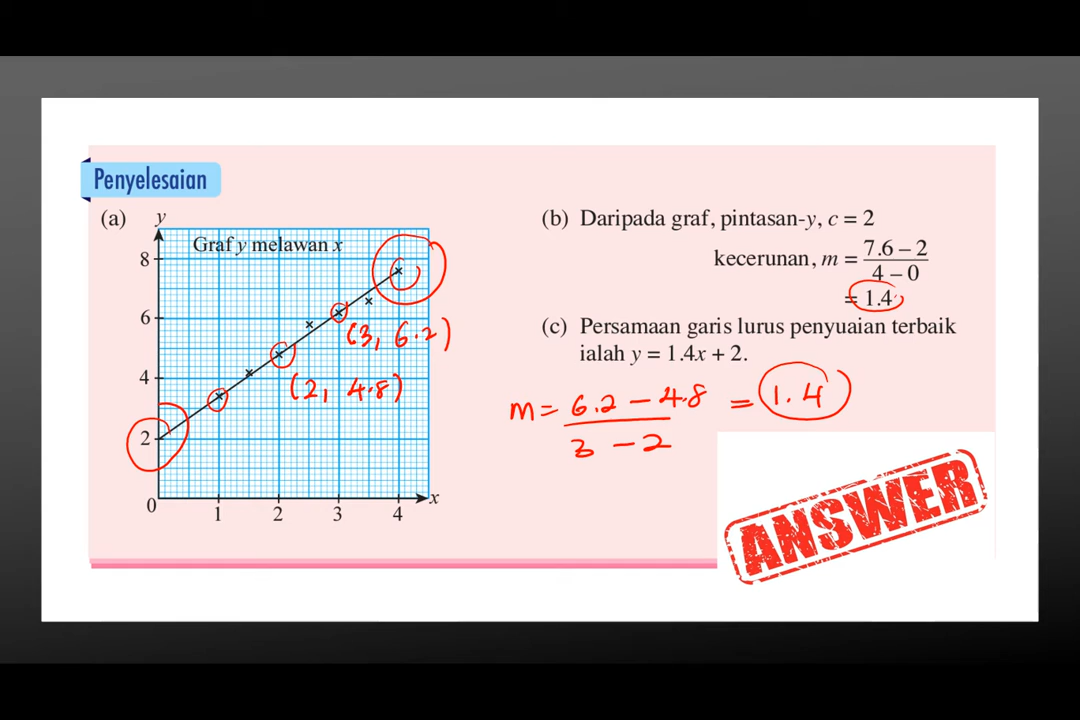 Penyelesaian
(a)
y
Graf y melawan x
8
6
4
2
0
1 2 3 4
x
(3, 6.2)
(2, 4.8)
(b) Daripada graf, pintasan-y, c = 2
kecerunan, m = 7.6 – 2
4 – 0
= 1.4
(c) Persamaan garis lurus penyuaian terbaik
ialah y = 1.4x + 2.
m = 6.2 – 4.8 = 1.4
3 – 2
ANSWER